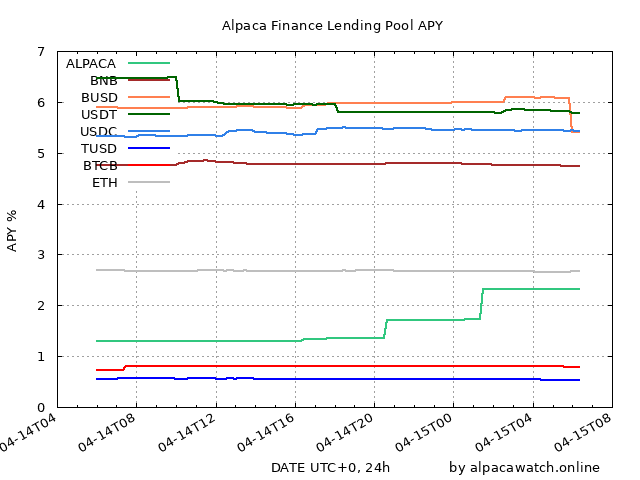 Alpaca Finance Lending Pool APY
7
6
5
4
3
2
1
0
APY %
ALPACA
BNB
BUSD
USDT
USDC
TUSD
BTCB
ETH
04-14T04
04-14T08
04-14T12
04-14T16
04-14T20
04-15T00
04-15T04
04-15T08
DATE UTC+0, 24h
by alpacawatch.online